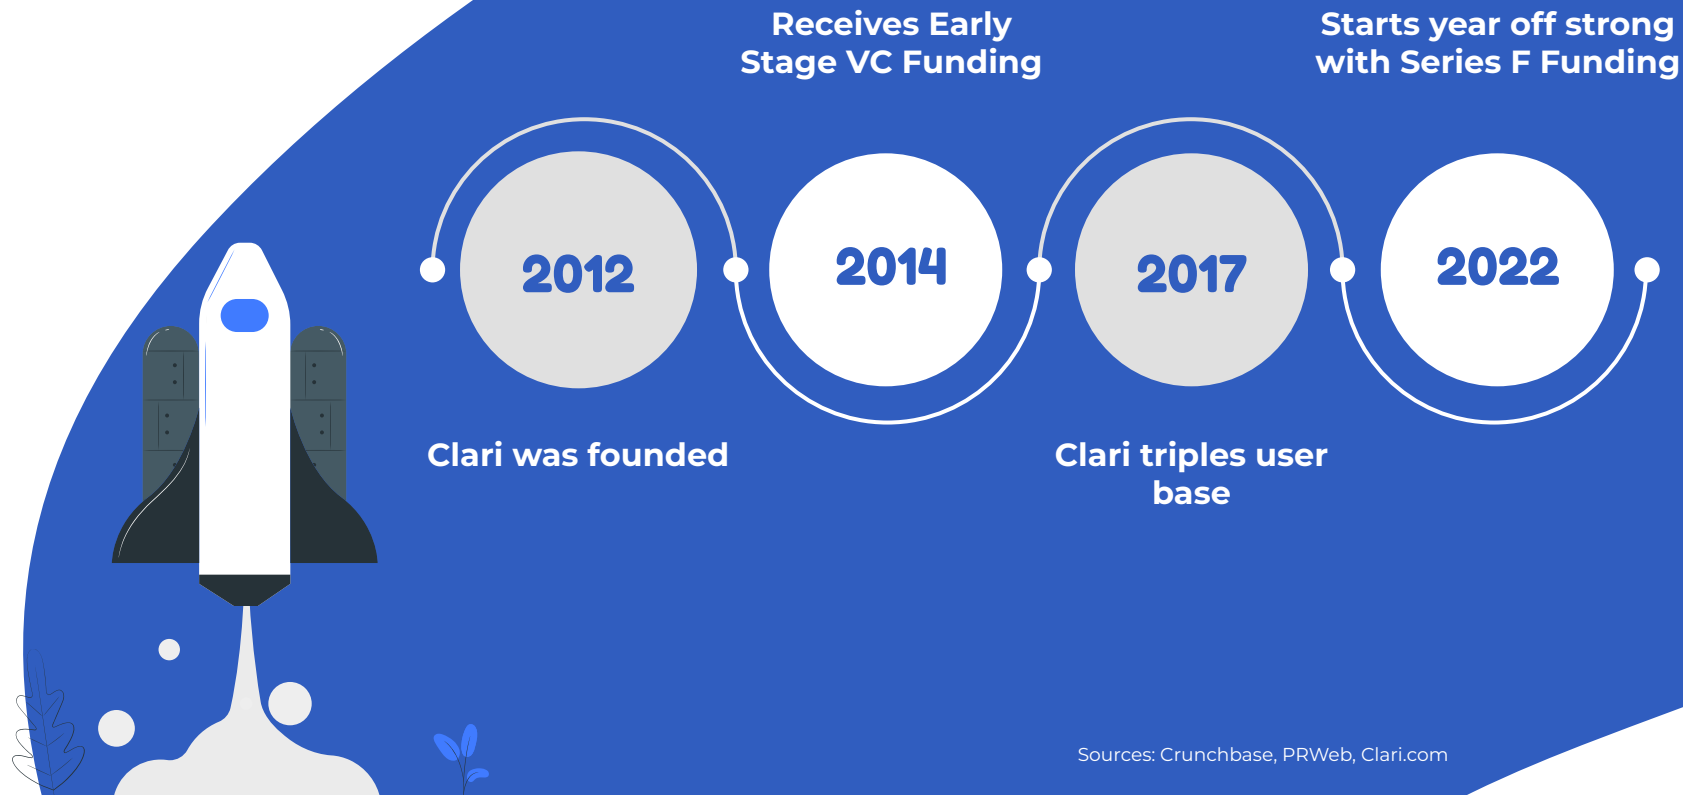 Receives Early
Stage VC Funding
Starts year off strong
with Series F Funding
2012
2014
2017
2022
Clari was founded
Clari triples user
base
Sources: Crunchbase, PRWeb, Clari.com